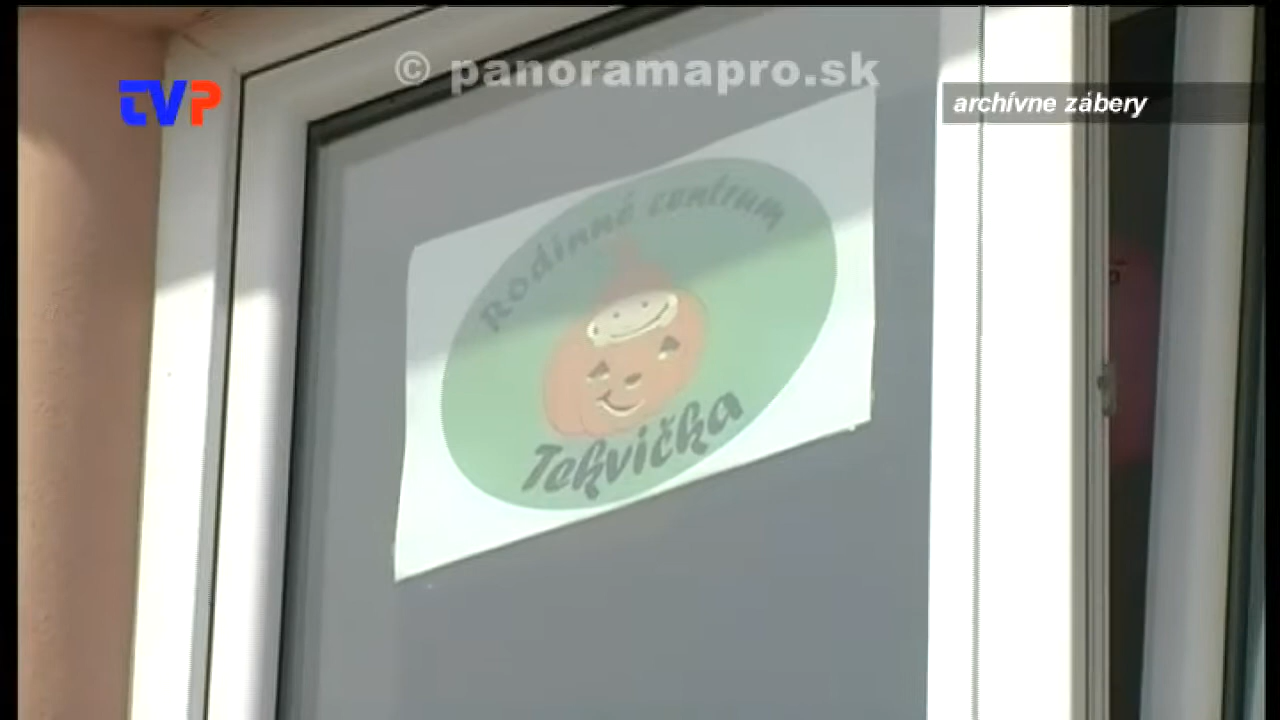 © panoramapro.sk
TVP
archívne zábery
Rodinné centrum
Tekvička